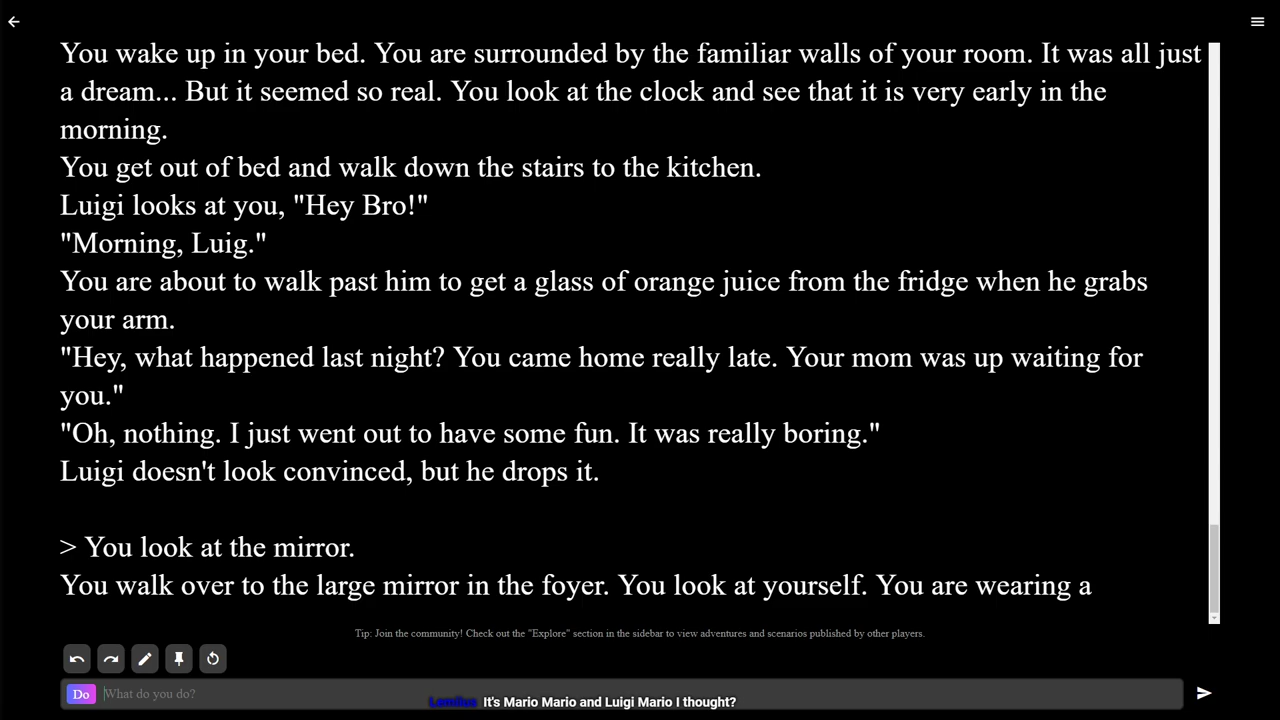 You wake up in your bed. You are surrounded by the familiar walls of your room. It was all just
a dream... But it seemed so real. You look at the clock and see that it is very early in the
morning.
You get out of bed and walk down the stairs to the kitchen.
Luigi looks at you, "Hey Bro!"
"Morning, Luig."
You are about to walk past him to get a glass of orange juice from the fridge when he grabs
your arm.
"Hey, what happened last night? You came home really late. Your mom was up waiting for
you."
"Oh, nothing. I just went out to have some fun. It was really boring."
Luigi doesn't look convinced, but he drops it.
> You look at the mirror.
You walk over to the large mirror in the foyer. You look at yourself. You are wearing a
Tip: Join the community! Check out the "Explore" section in the sidebar to view adventures and scenarios published by other players.
Do What do you do?
It's Mario Mario and Luigi Mario I thought?